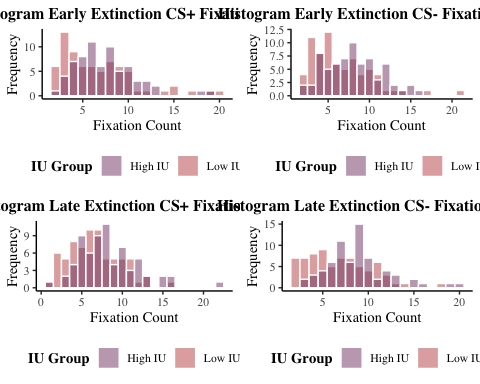 ogram Early Extinction CS+ Fixati
Histogram Early Extinction CS- Fixati
Frequency
10
5
0
5
10
15
20
Fixation Count
IU Group
High IU
Low IU
Frequency
12.5
10.0
7.5
5.0
2.5
0.0
5
10
15
20
Fixation Count
IU Group
High IU
Low I
ogram Late Extinction CS+ Fixatio
Histogram Late Extinction CS- Fixatio
Frequency
9
6
3
0
0
5
10
15
20
Fixation Count
IU Group
High IU
Low IU
Frequency
15
10
5
0
5
10
15
20
Fixation Count
IU Group
High IU
Low IU